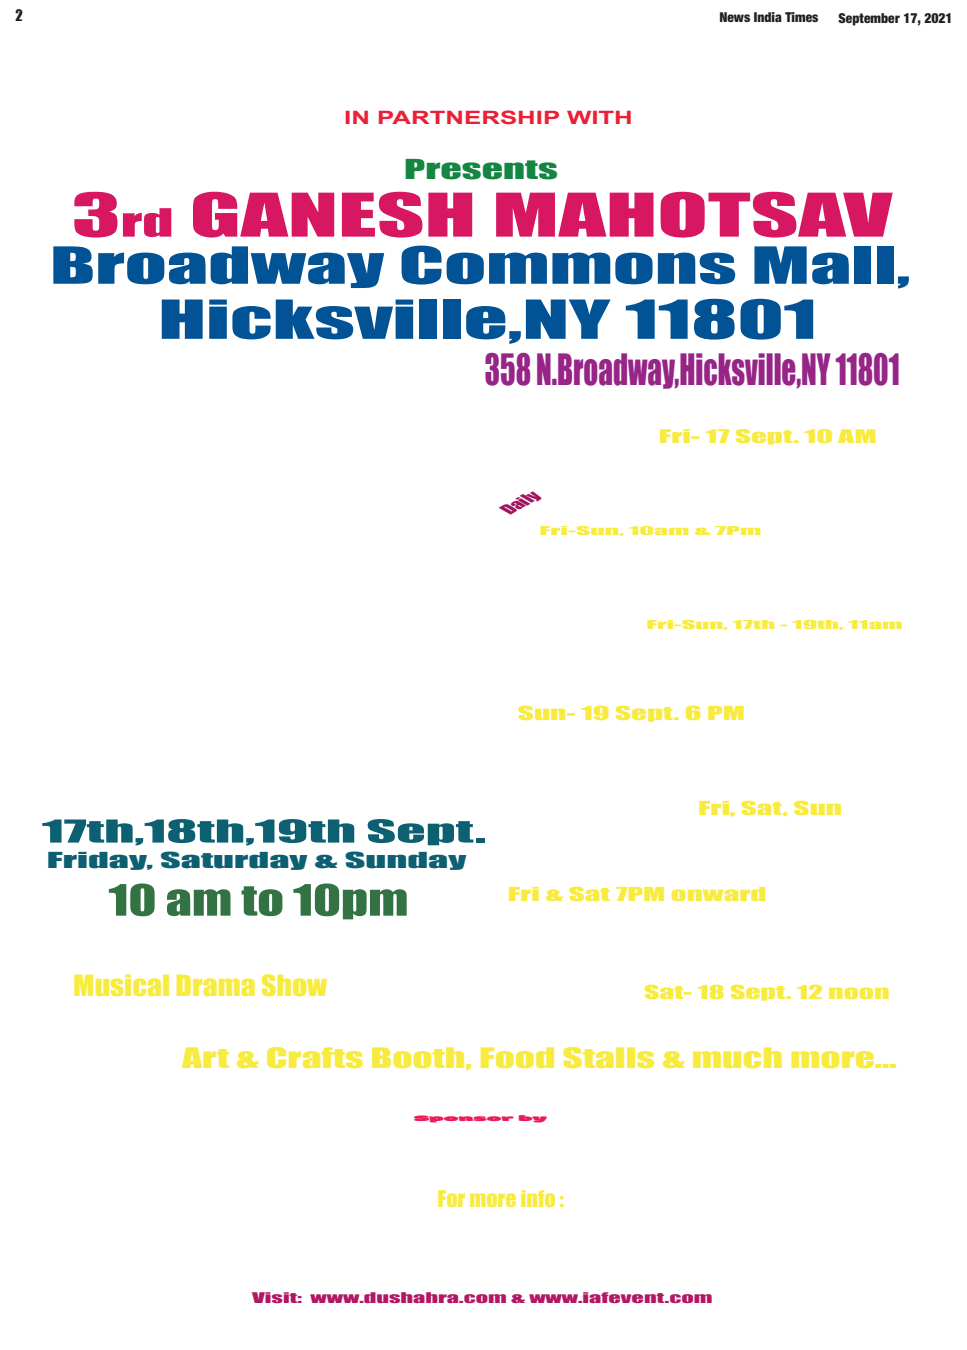 2
News India Times September 17, 2021
IN PARTNERSHIP WITH
Presents
3rd GANESH MAHOTSAV
Broadway Commons Mall,
Hicksville,NY 11801
358 N.Broadway,Hicksville,NY 11801
Fri- 17 Sept. 10 AM
Daily
Fri-Sun. 10am & 7Pm
Fri-Sun. 17th - 19th. 11am
Sun- 19 Sept. 6 PM
Fri, Sat, Sun
17th,18th,19th Sept.
Friday, Saturday & Sunday
10 am to 10pm
Fri & Sat 7PM onward
Musical Drama Show
Sat- 18 Sept. 12 noon
Art & Crafts Booth, Food Stalls & much more...
Sponsor by
For more info :
Visit: www.dushahra.com & www.iafevent.com